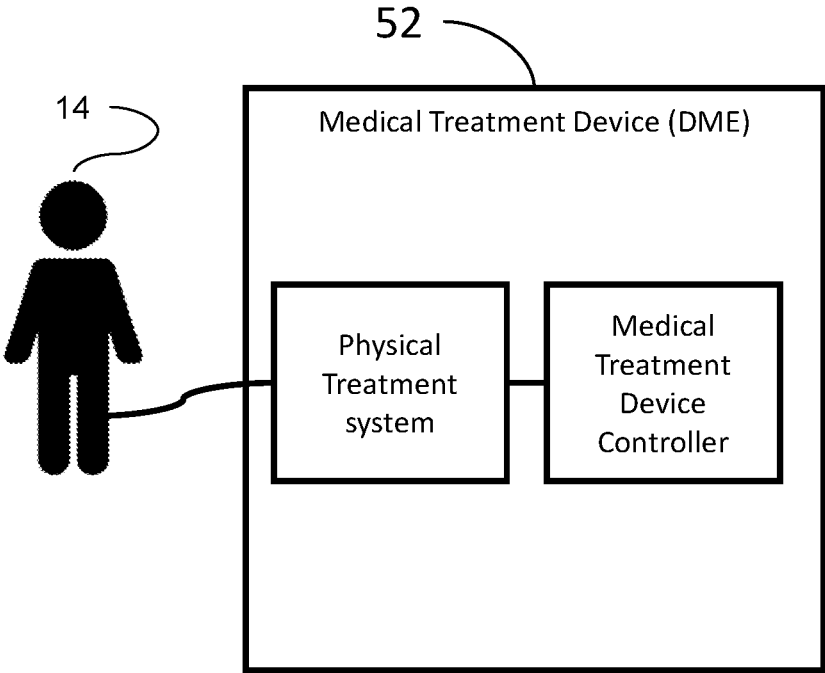 52
14
Medical Treatment Device (DME)
Physical
Treatment
system
Medical
Treatment
Device
Controller